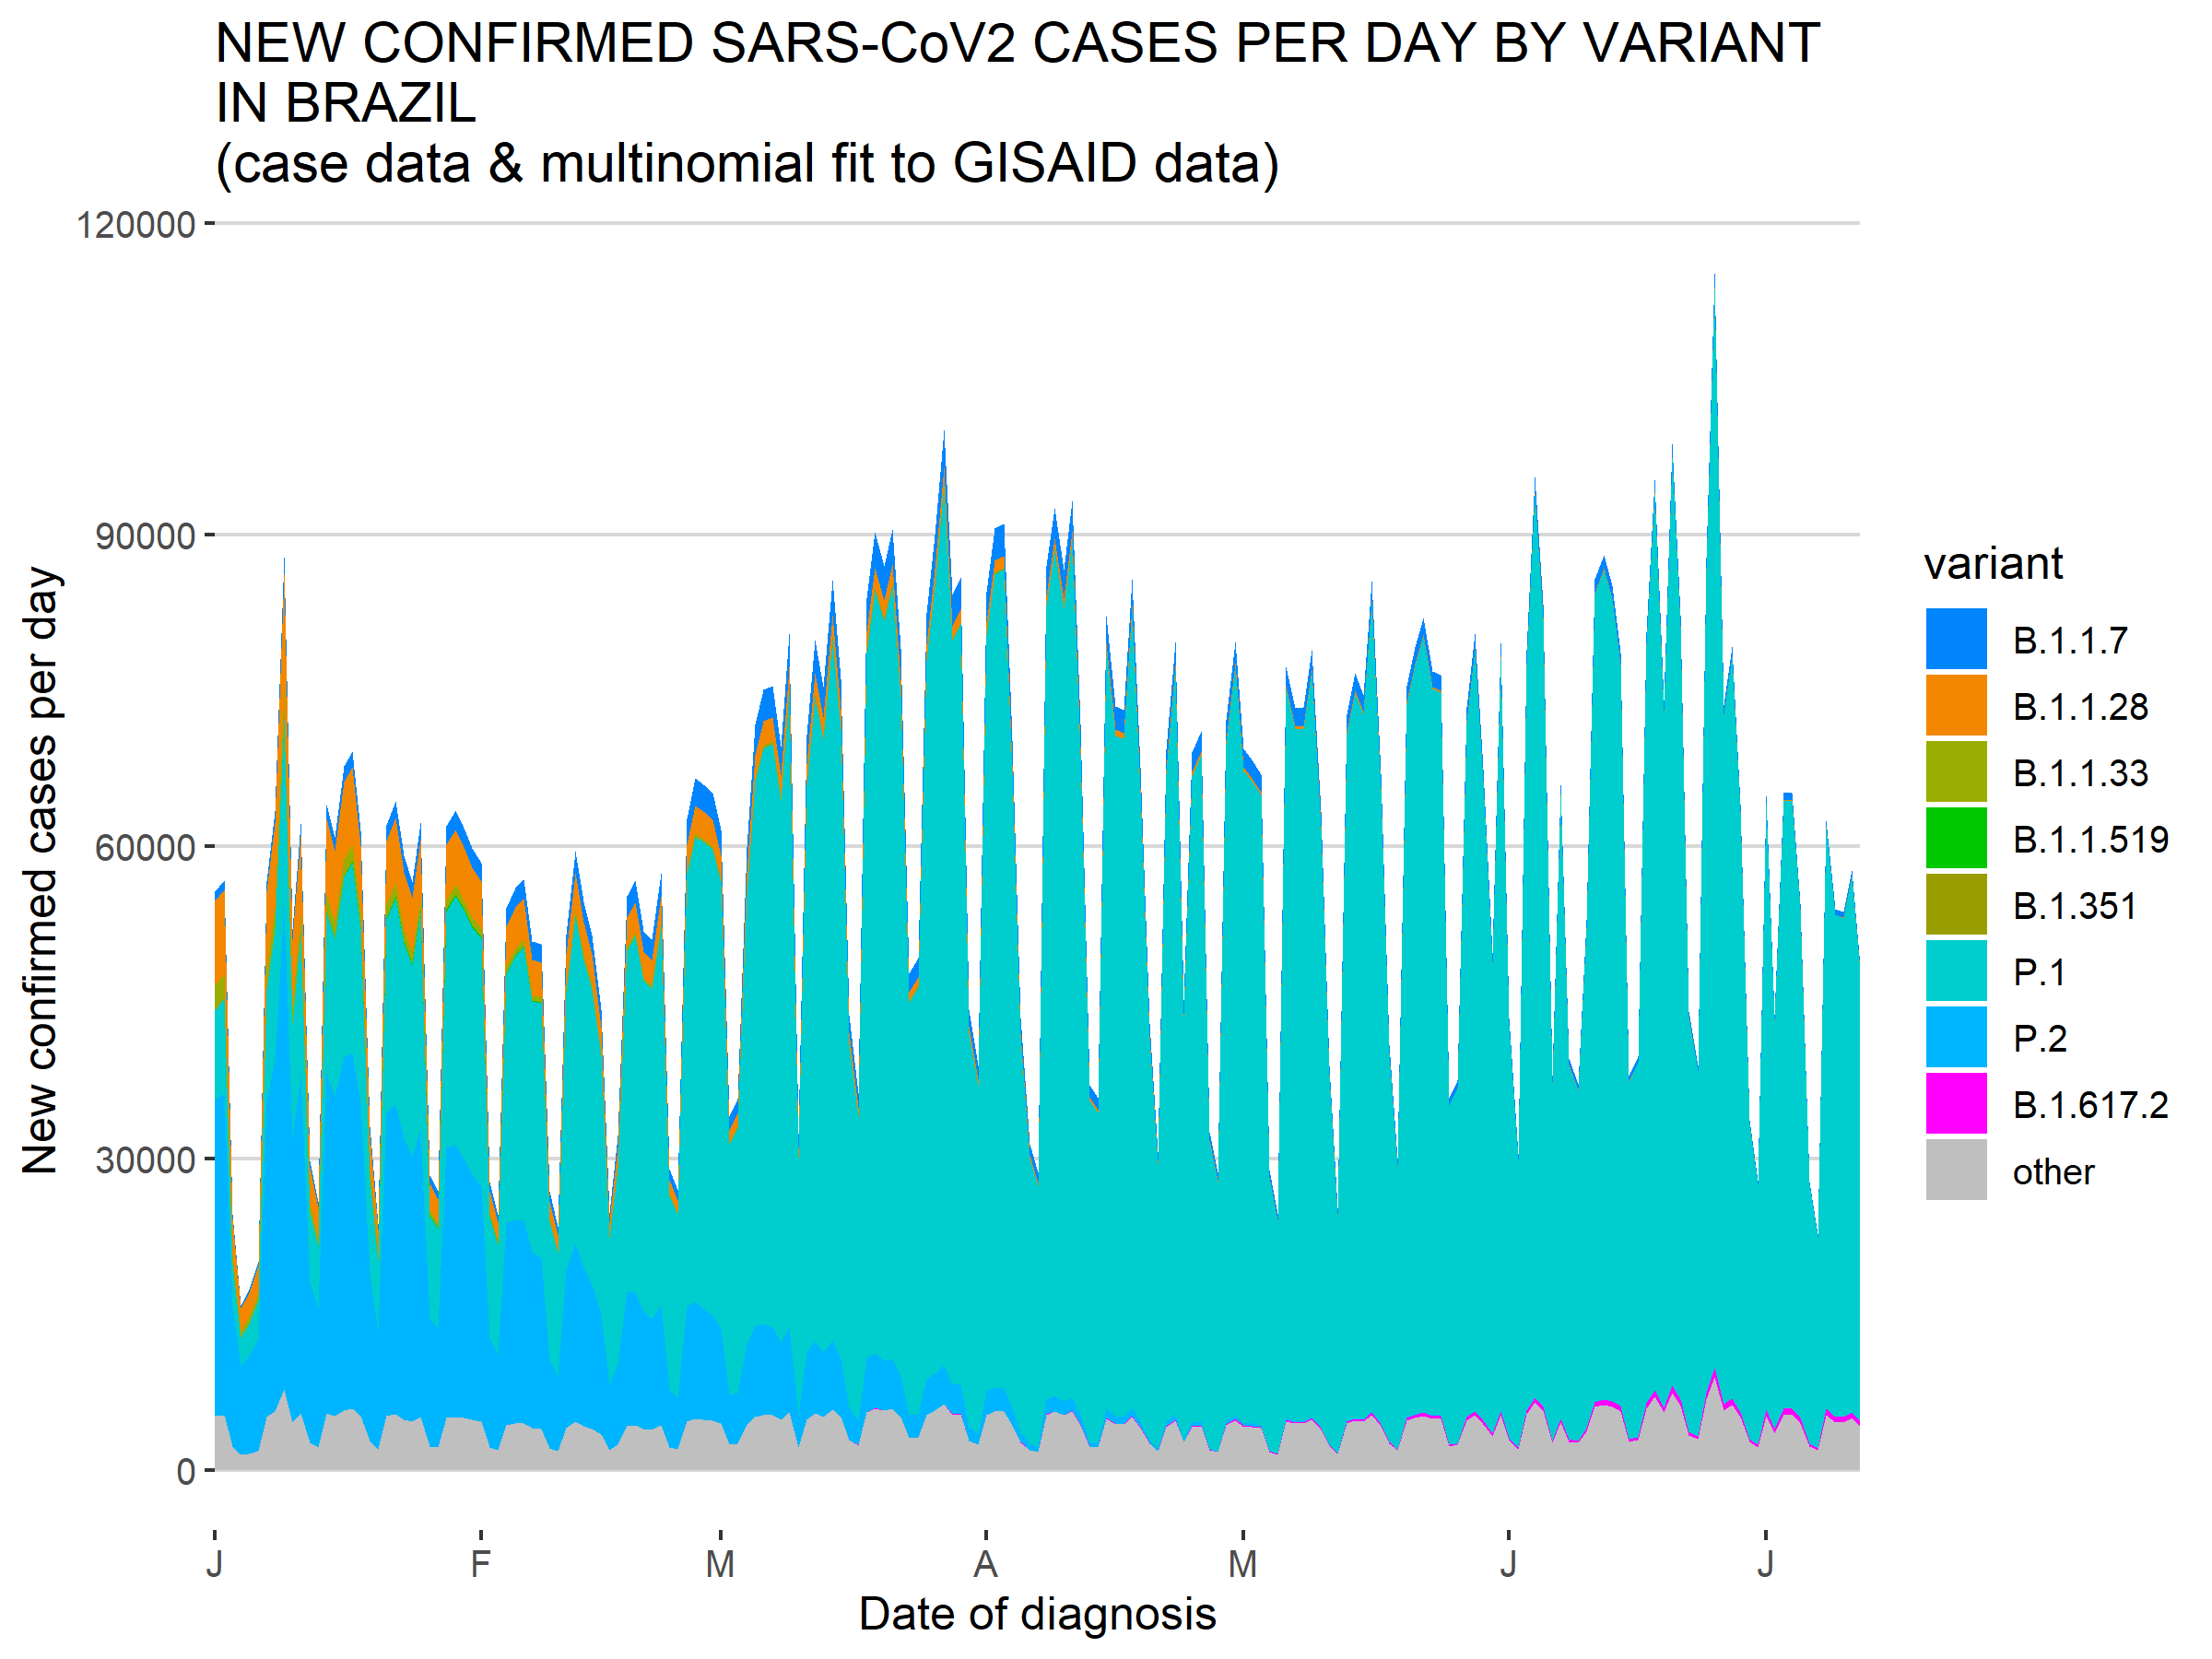 NEW CONFIRMED SARS-CoV2 CASES PER DAY BY VARIANT
IN BRAZIL
(case data & multinomial fit to GISAID data)
120000
90000
60000
30000
0
New confirmed cases per day
J F M A M J J
Date of diagnosis
variant
B.1.1.7
B.1.1.28
B.1.1.33
B.1.1.519
B.1.351
P.1
P.2
B.1.617.2
other